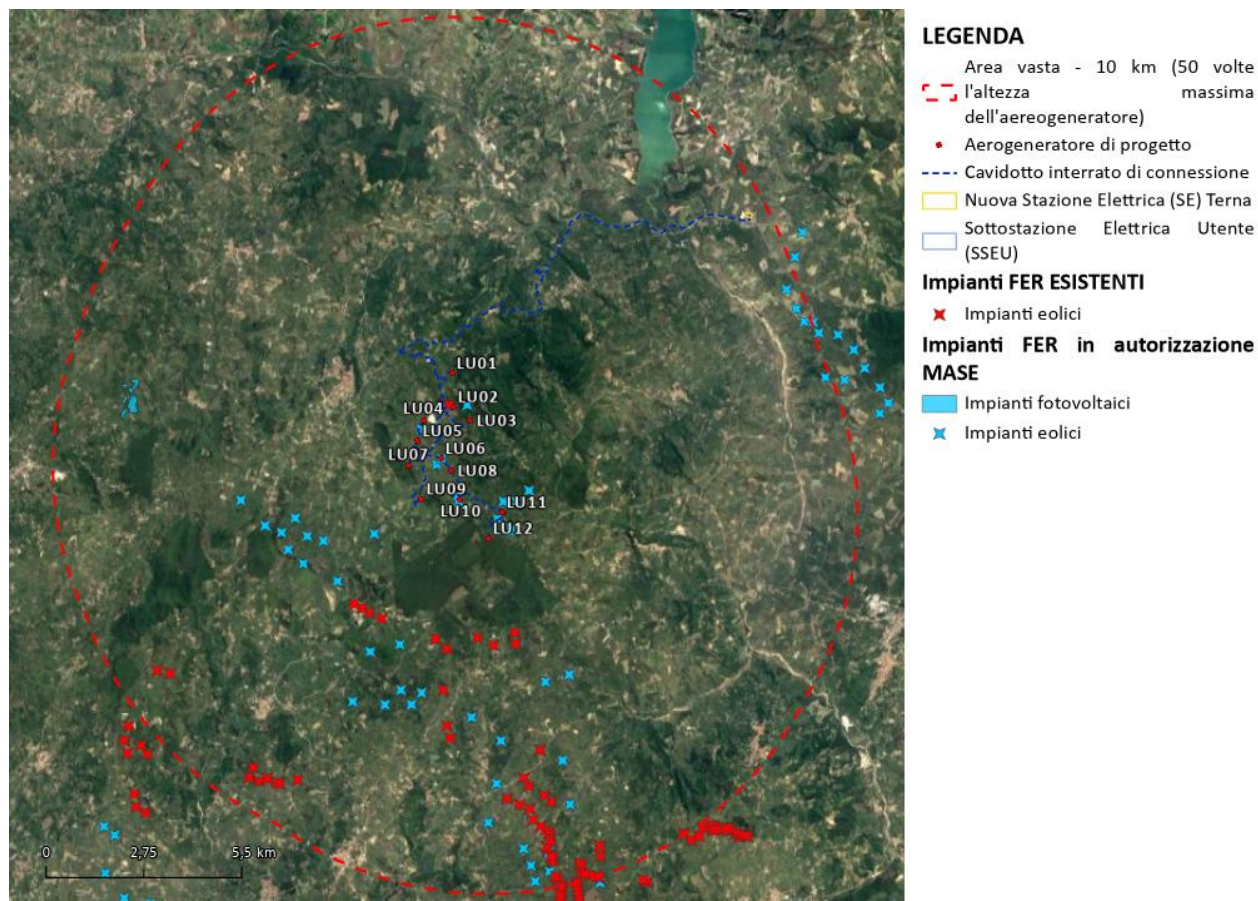 LEGENDA
Area vasta - 10 km (50 volte
l'altezza massima
dell'aereogeneratore)
Aerogeneratore di progetto
Cavidotto interrato di connessione
Nuova Stazione Elettrica (SE) Terna
Sottostazione Elettrica Utente
(SSEU)
Impianti FER ESISTENTI
Impianti eolici
Impianti FER in autorizzazione
MASE
Impianti fotovoltaici
Impianti eolici
LU01
LU02
LU04
LU03
LU05
LU06
LU07
LU08
LU09
LU10
LU11
LU12
0 2,75 5,5 km